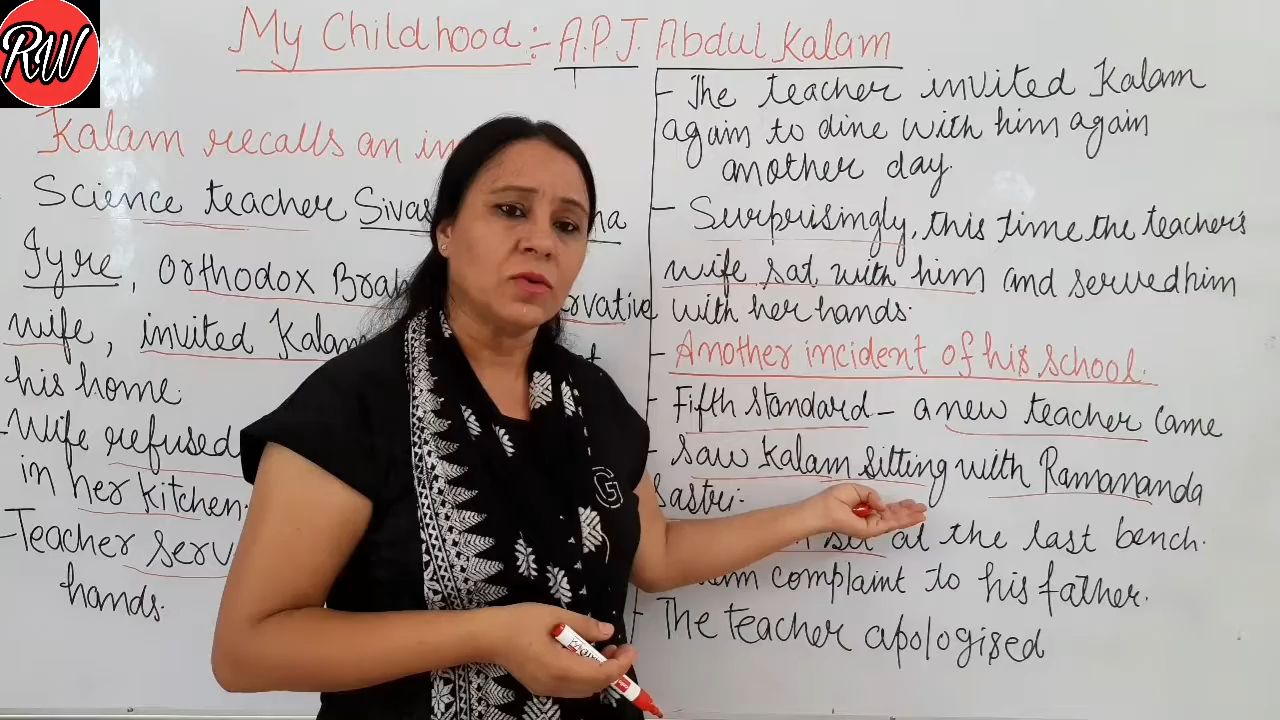 RW
My Childhood:- A.P.J. Abdul Kalam
Kalam recalls an in
Science teacher Sivas
Iyre, Orthodox Brah
wife, invited Kalam
his home.
- Wife refused
in her kitchen.
- Teacher serv
hands.
- The teacher invited Kalam
again to dine with him again
another day.
- Surprisingly, this time the teacher's
wife sat with him and served him
with her hands.
- Another incident of his school.
- Fifth standard - a new teacher came
- Saw Kalam sitting with Ramananda
Sastri.
at the last bench.
complaint to his father.
- The teacher apologised
G